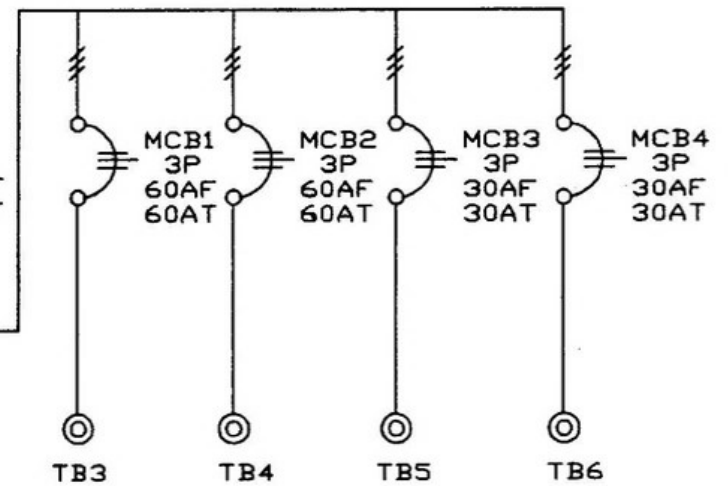 MCB1
3P
60AF
60AT
MCB2
3P
60AF
60AT
MCB3
3P
30AF
30AT
MCB4
3P
30AF
30AT
TB3
TB4
TB5
TB6